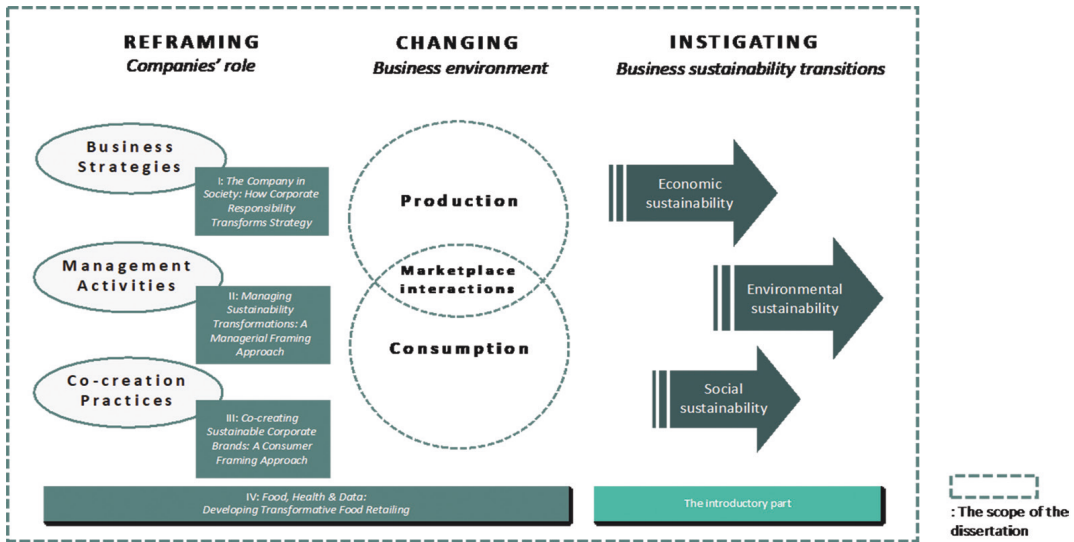 REFRAMING
Companies' role
CHANGING
Business environment
INSTIGATING
Business sustainability transitions
Business
Strategies
I: The Company in
Society: How Corporate
Responsibility
Transforms Strategy
Management
Activities
II: Managing
Sustainability
Transformations: A
Managerial Framing
Approach
Co-creation
Practices
III: Co-creating
Sustainable Corporate
Brands: A Consumer
Framing Approach
Production
Marketplace
interactions
Consumption
Economic
sustainability
Environmental
sustainability
Social
sustainability
IV: Food, Health & Data:
Developing Transformative Food Retailing
The introductory part
: The scope of the
dissertation